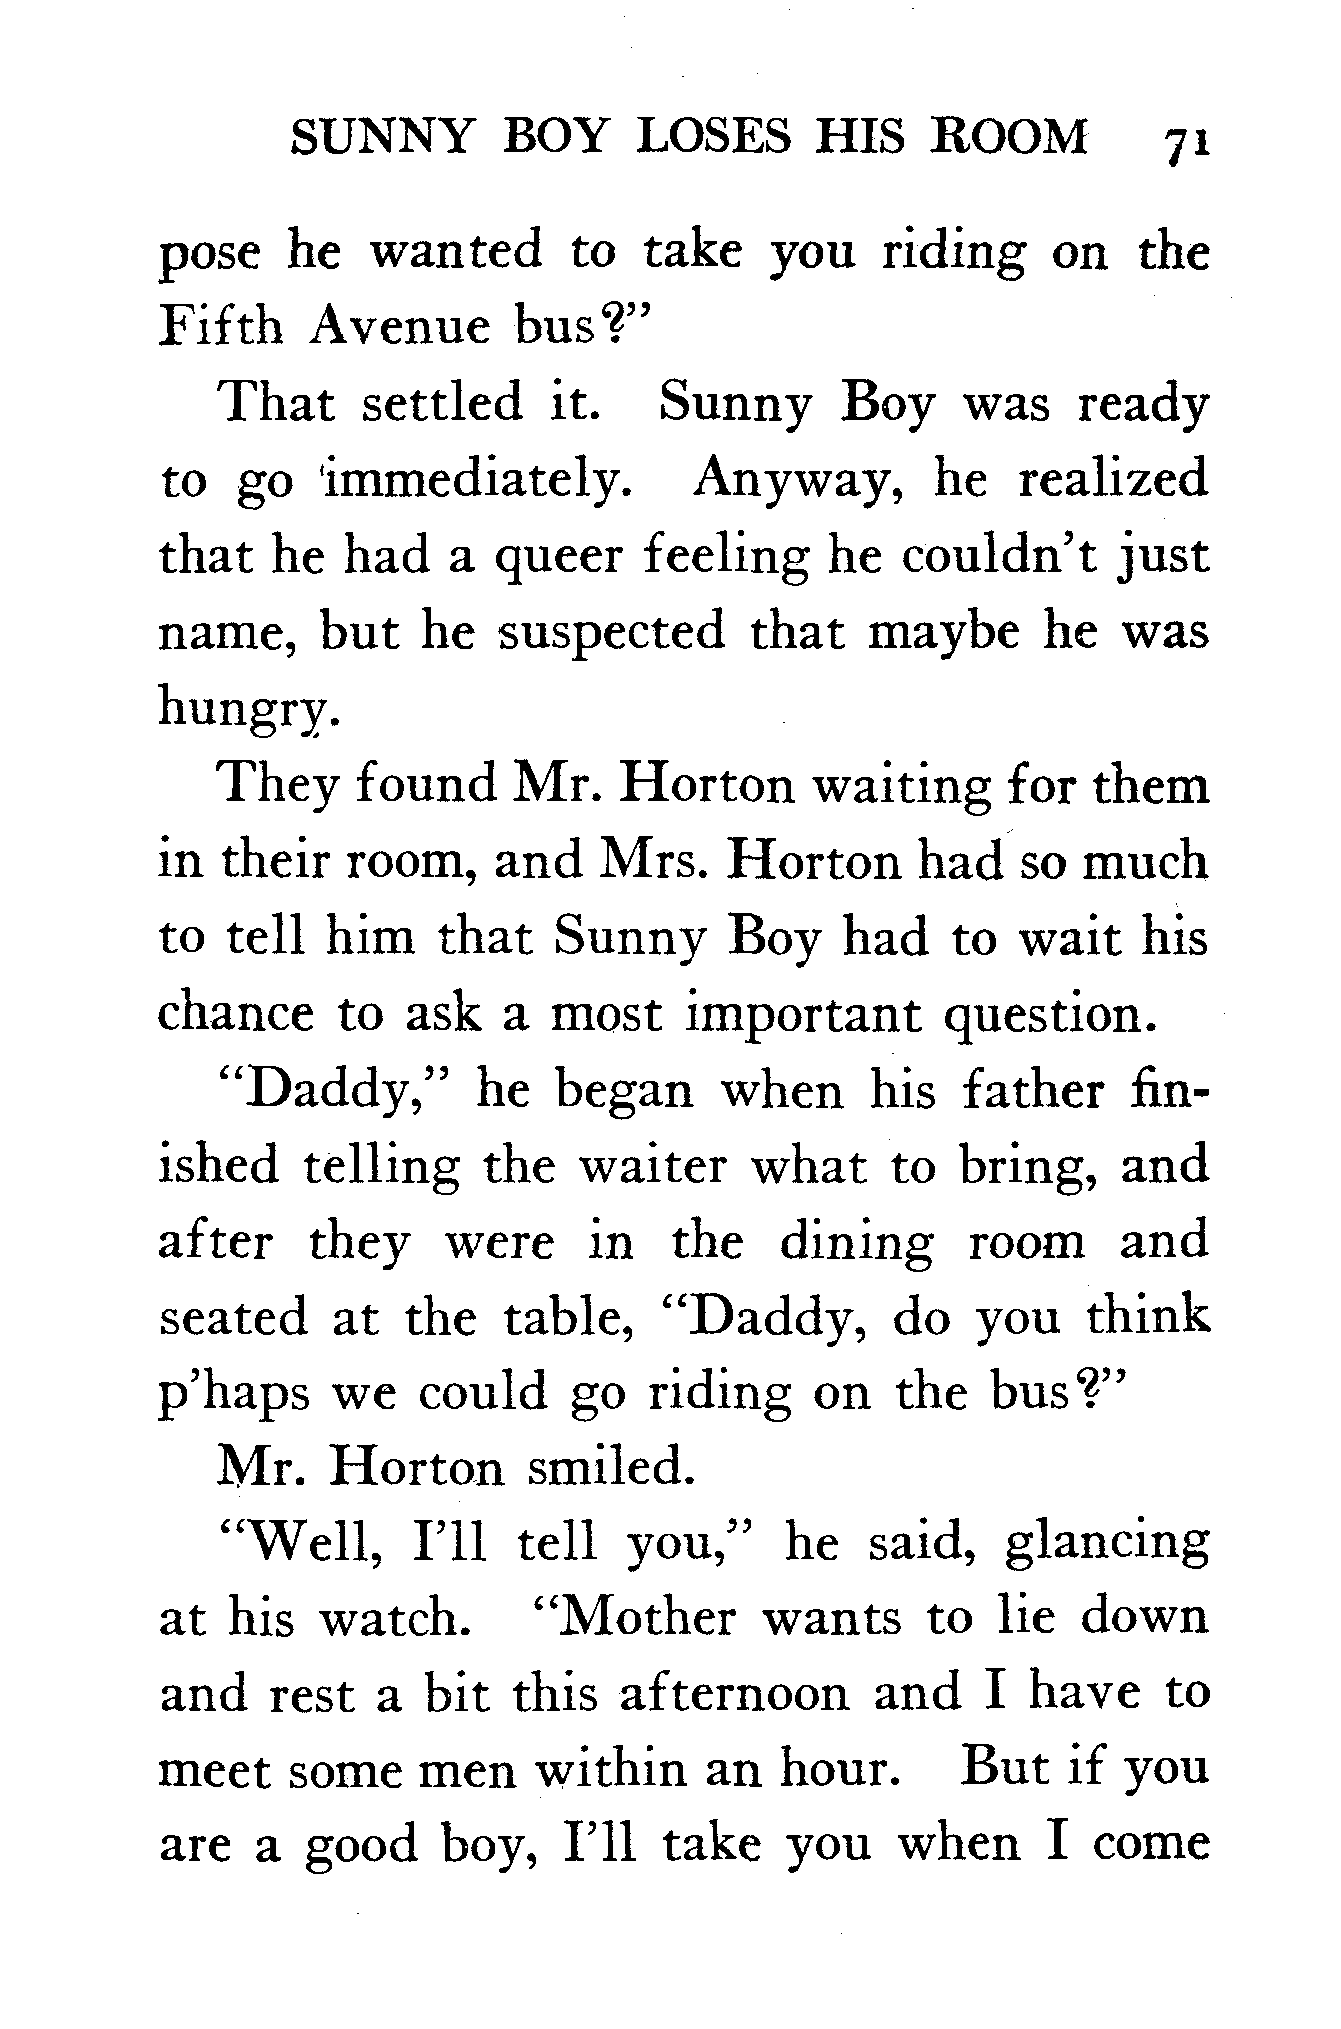 SUNNY BOY LOSES HIS ROOM 71
pose he wanted to take you riding on the
Fifth Avenue bus?”
That settled it. Sunny Boy was ready
to go immediately. Anyway, he realized
that he had a queer feeling he couldn’t just
name, but he suspected that maybe he was
hungry.
They found Mr. Horton waiting for them
in their room, and Mrs. Horton had so much
to tell him that Sunny Boy had to wait his
chance to ask a most important question.
“Daddy,” he began when his father fin-
ished telling the waiter what to bring, and
after they were in the dining room and
seated at the table, “Daddy, do you think
p’haps we could go riding on the bus?”
Mr. Horton smiled.
“Well, I’ll tell you,” he said, glancing
at his watch. “Mother wants to lie down
and rest a bit this afternoon and I have to
meet some men within an hour. But if you
are a good boy, I’ll take you when I come